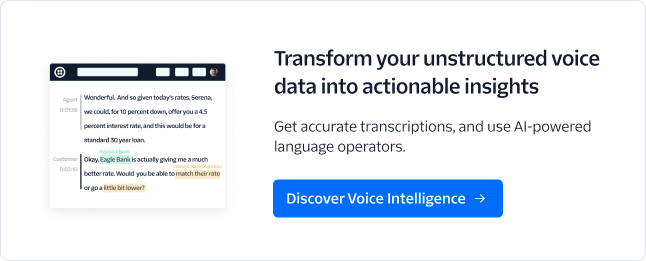 Transform your unstructured voice
data into actionable insights
Get accurate transcriptions, and use AI-powered
language operators.
Discover Voice Intelligence →
Agent
0:01:56
Wonderful. And so given today's rates, Serena,
we could, for 10 percent down, offer you a 4.5
percent interest rate, and this would be for a
standard 30 year loan.
Regional Bank
Customer
0:02:10
Okay, Eagle Bank is actually giving me a much
better rate. Would you be able to match their rate
or go a little bit lower?